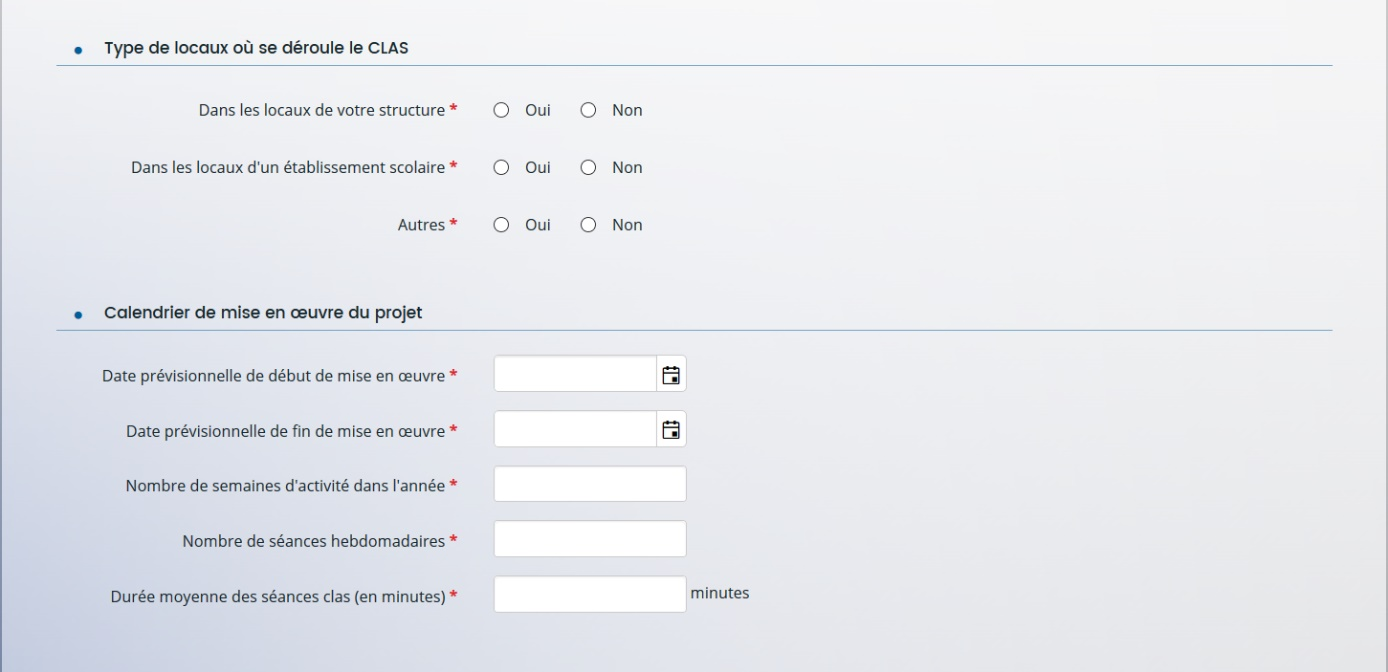 Type de locaux où se déroule le CLAS
Dans les locaux de votre structure * Oui Non
Dans les locaux d'un établissement scolaire * Oui Non
Autres * Oui Non
Calendrier de mise en œuvre du projet
Date prévisionnelle de début de mise en œuvre *
Date prévisionnelle de fin de mise en œuvre *
Nombre de semaines d'activité dans l'année *
Nombre de séances hebdomadaires *
Durée moyenne des séances clas (en minutes) * minutes